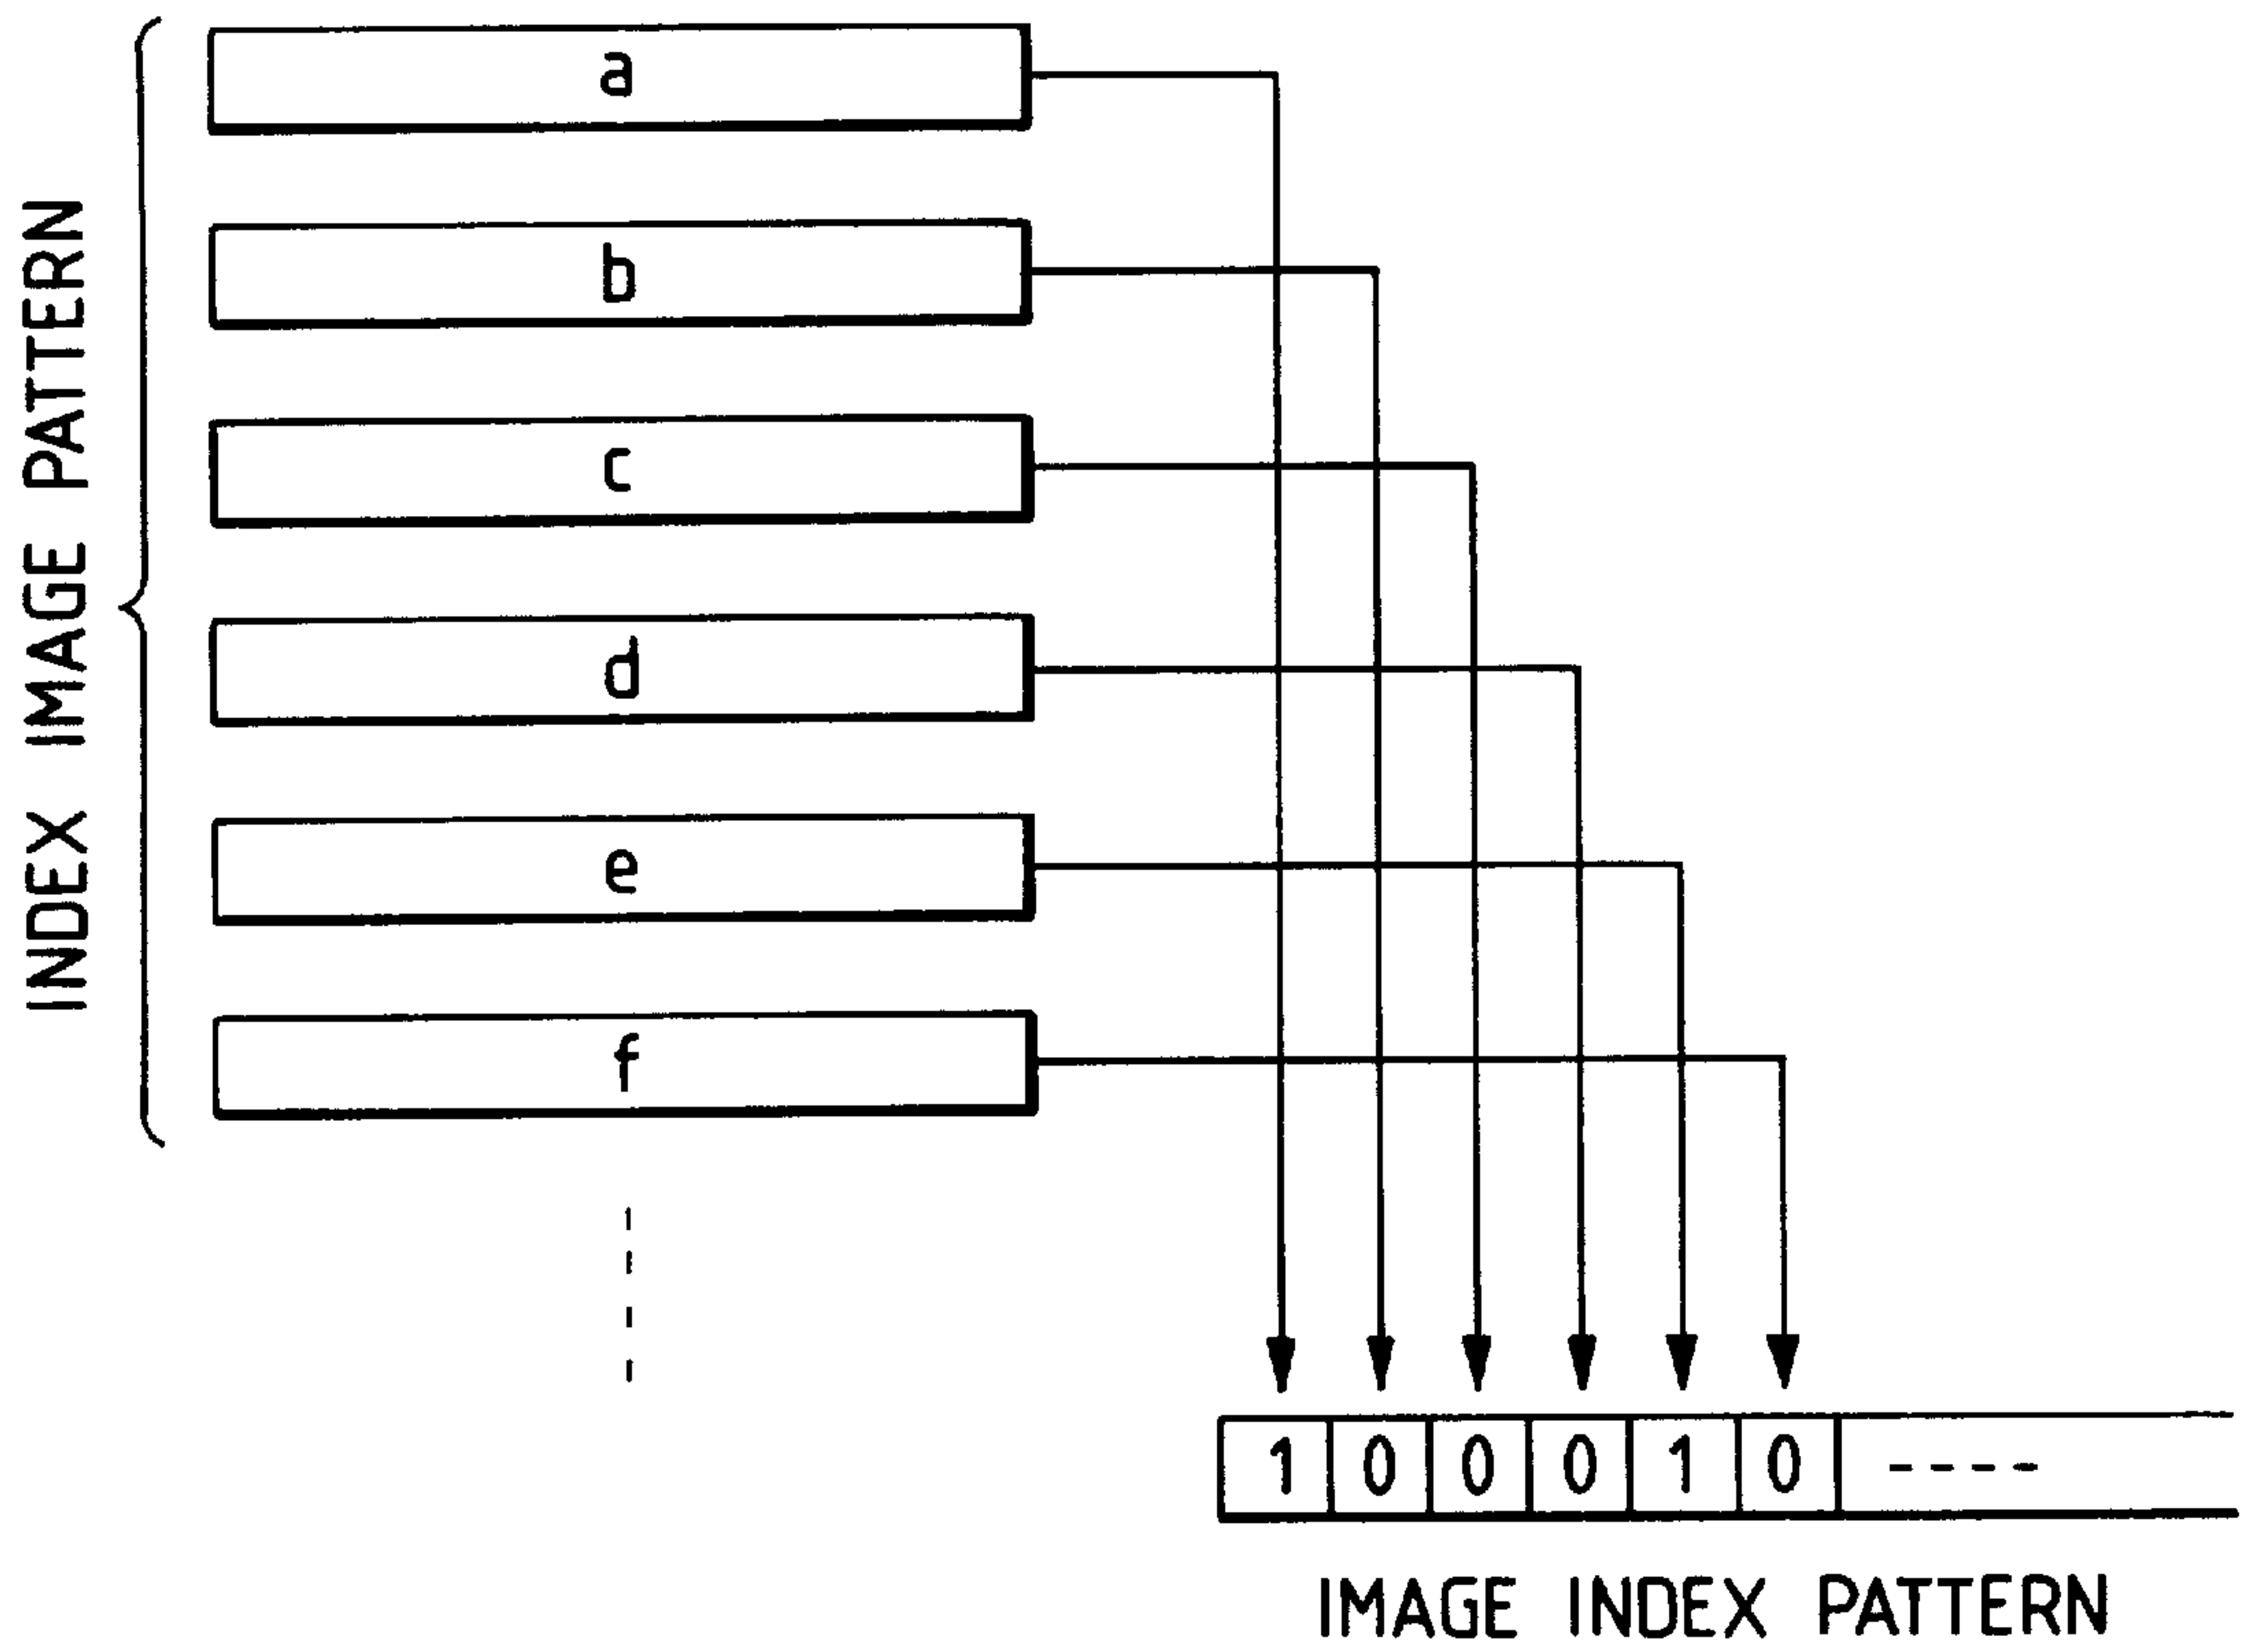 INDEX IMAGE PATTERN
a
b
c
d
e
f
1 0 0 0 1 0 ----
IMAGE INDEX PATTERN